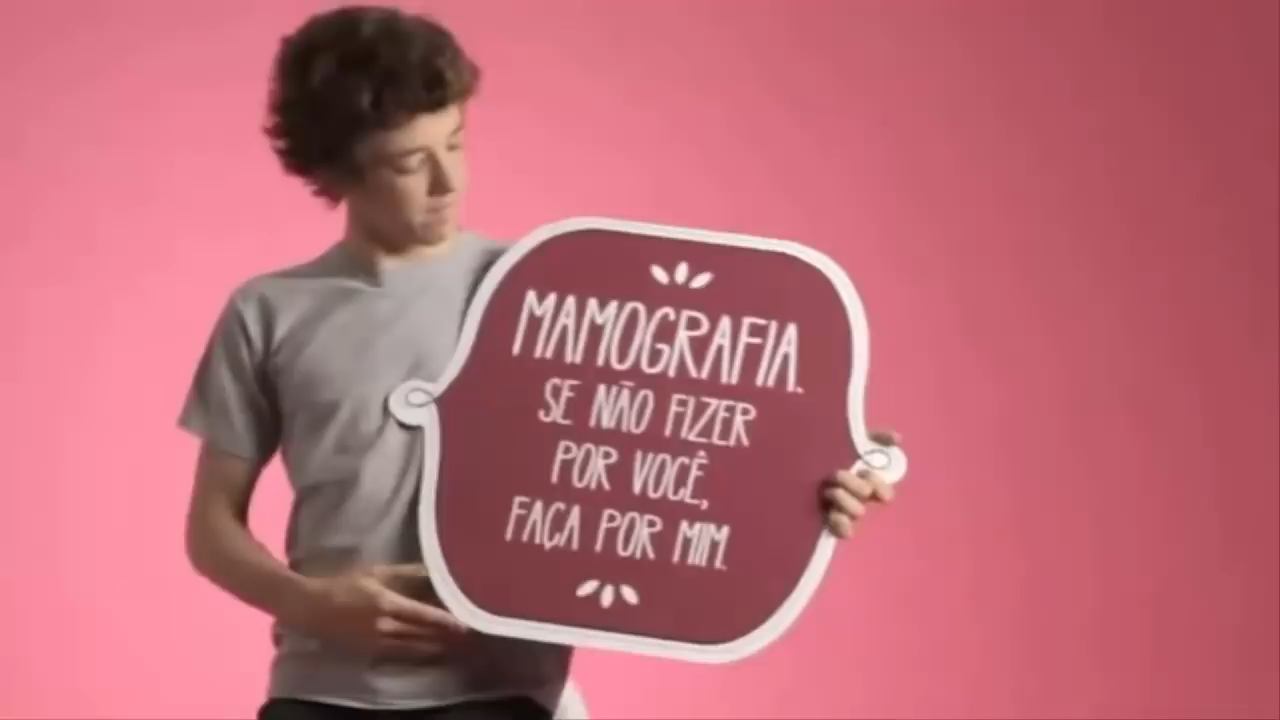 MAMOGRAFIA.
SE NÃO FIZER
POR VOCÊ,
FAÇA POR MIM.